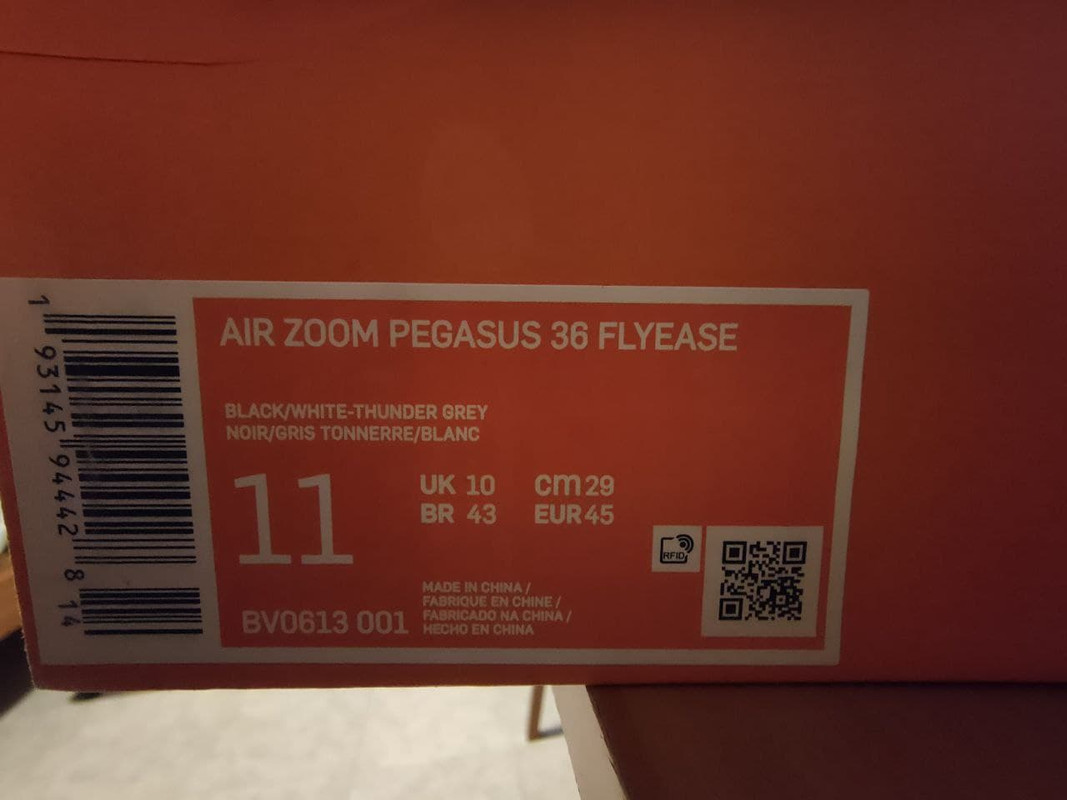 AIR ZOOM PEGASUS 36 FLYEASE
BLACK/WHITE-THUNDER GREY
NOIR/GRIS TONNERRE/BLANC
11
UK 10 cm 29
BR 43 EUR 45
RFID
MADE IN CHINA /
FABRIQUE EN CHINE /
FABRICADO NA CHINA /
HECHO EN CHINA
BV0613 001
1 93145 94442 8 14